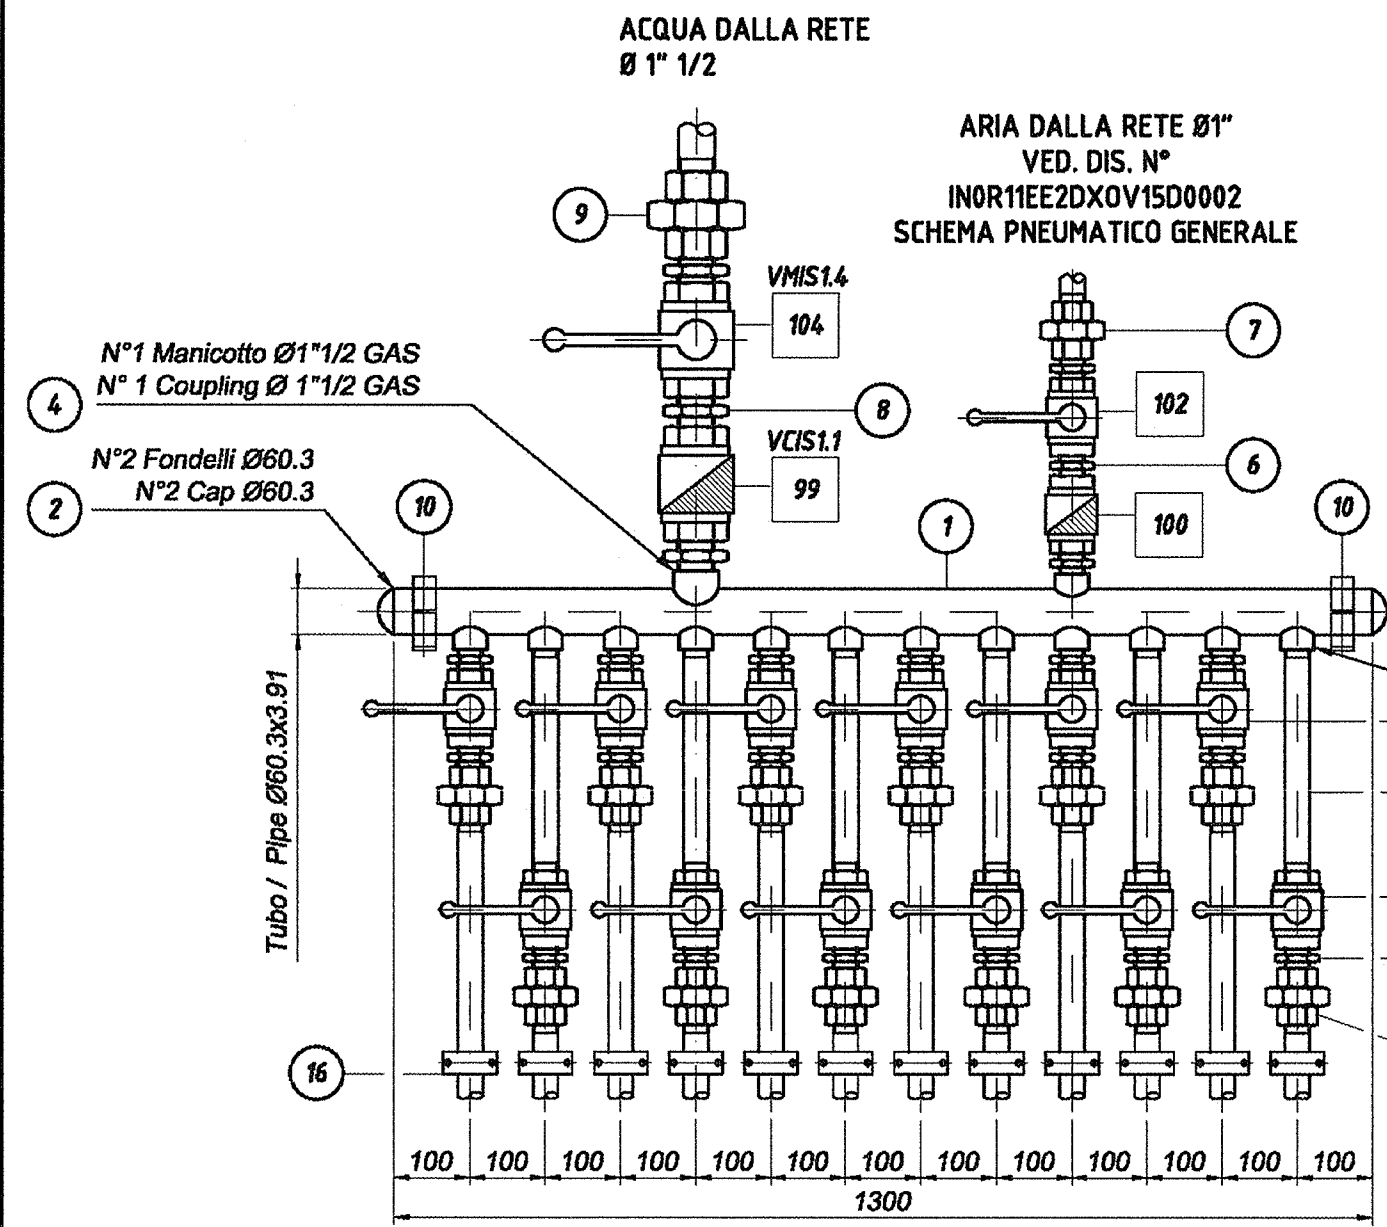 ACQUA DALLA RETE
Ø 1" 1/2
ARIA DALLA RETE Ø1"
VED. DIS. N°
IN0R11EE2DX0V15D0002
SCHEMA PNEUMATICO GENERALE
9
VMIS1.4
104
7
N°1 Manicotto Ø1"1/2 GAS
N° 1 Coupling Ø 1"1/2 GAS
4
8
102
N°2 Fondelli Ø60.3
N°2 Cap Ø60.3
2
10
VCIS1.1
99
6
1
100
10
Tubo / Pipe Ø60.3x3.91
16
100 100 100 100 100 100 100 100 100 100 100 100 100
1300